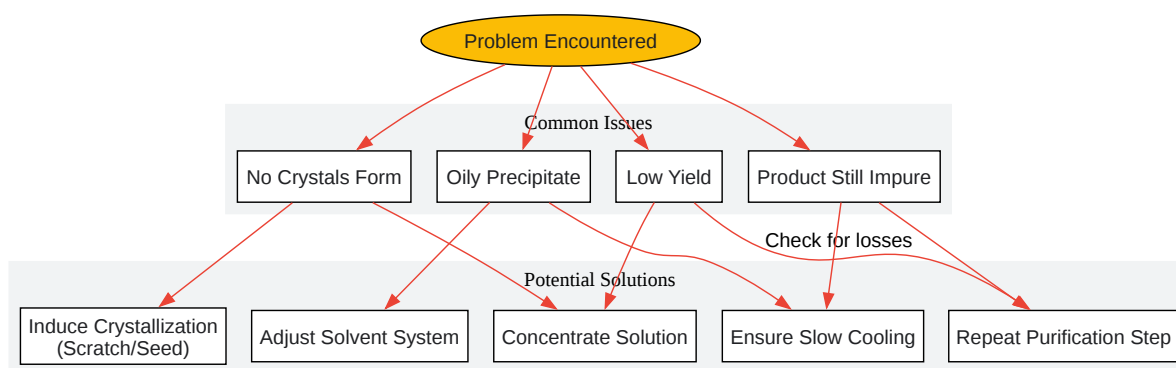 Problem Encountered
Common Issues
No Crystals Form
Oily Precipitate
Low Yield
Product Still Impure
Check for losses
Potential Solutions
Induce Crystallization
(Scratch/Seed)
Adjust Solvent System
Concentrate Solution
Ensure Slow Cooling
Repeat Purification Step